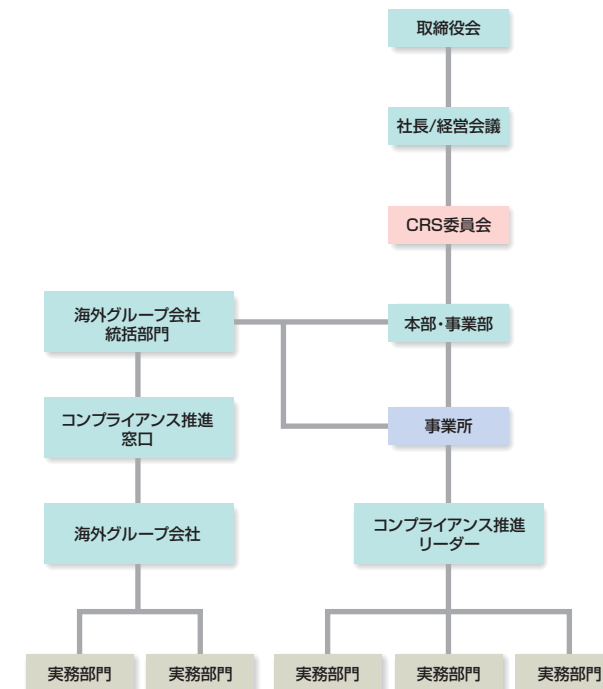 取締役会
社長/経営会議
CRS委員会
海外グループ会社
統括部門
本部・事業部
コンプライアンス推進
窓口
事業所
海外グループ会社
コンプライアンス推進
リーダー
実務部門
実務部門
実務部門
実務部門
実務部門